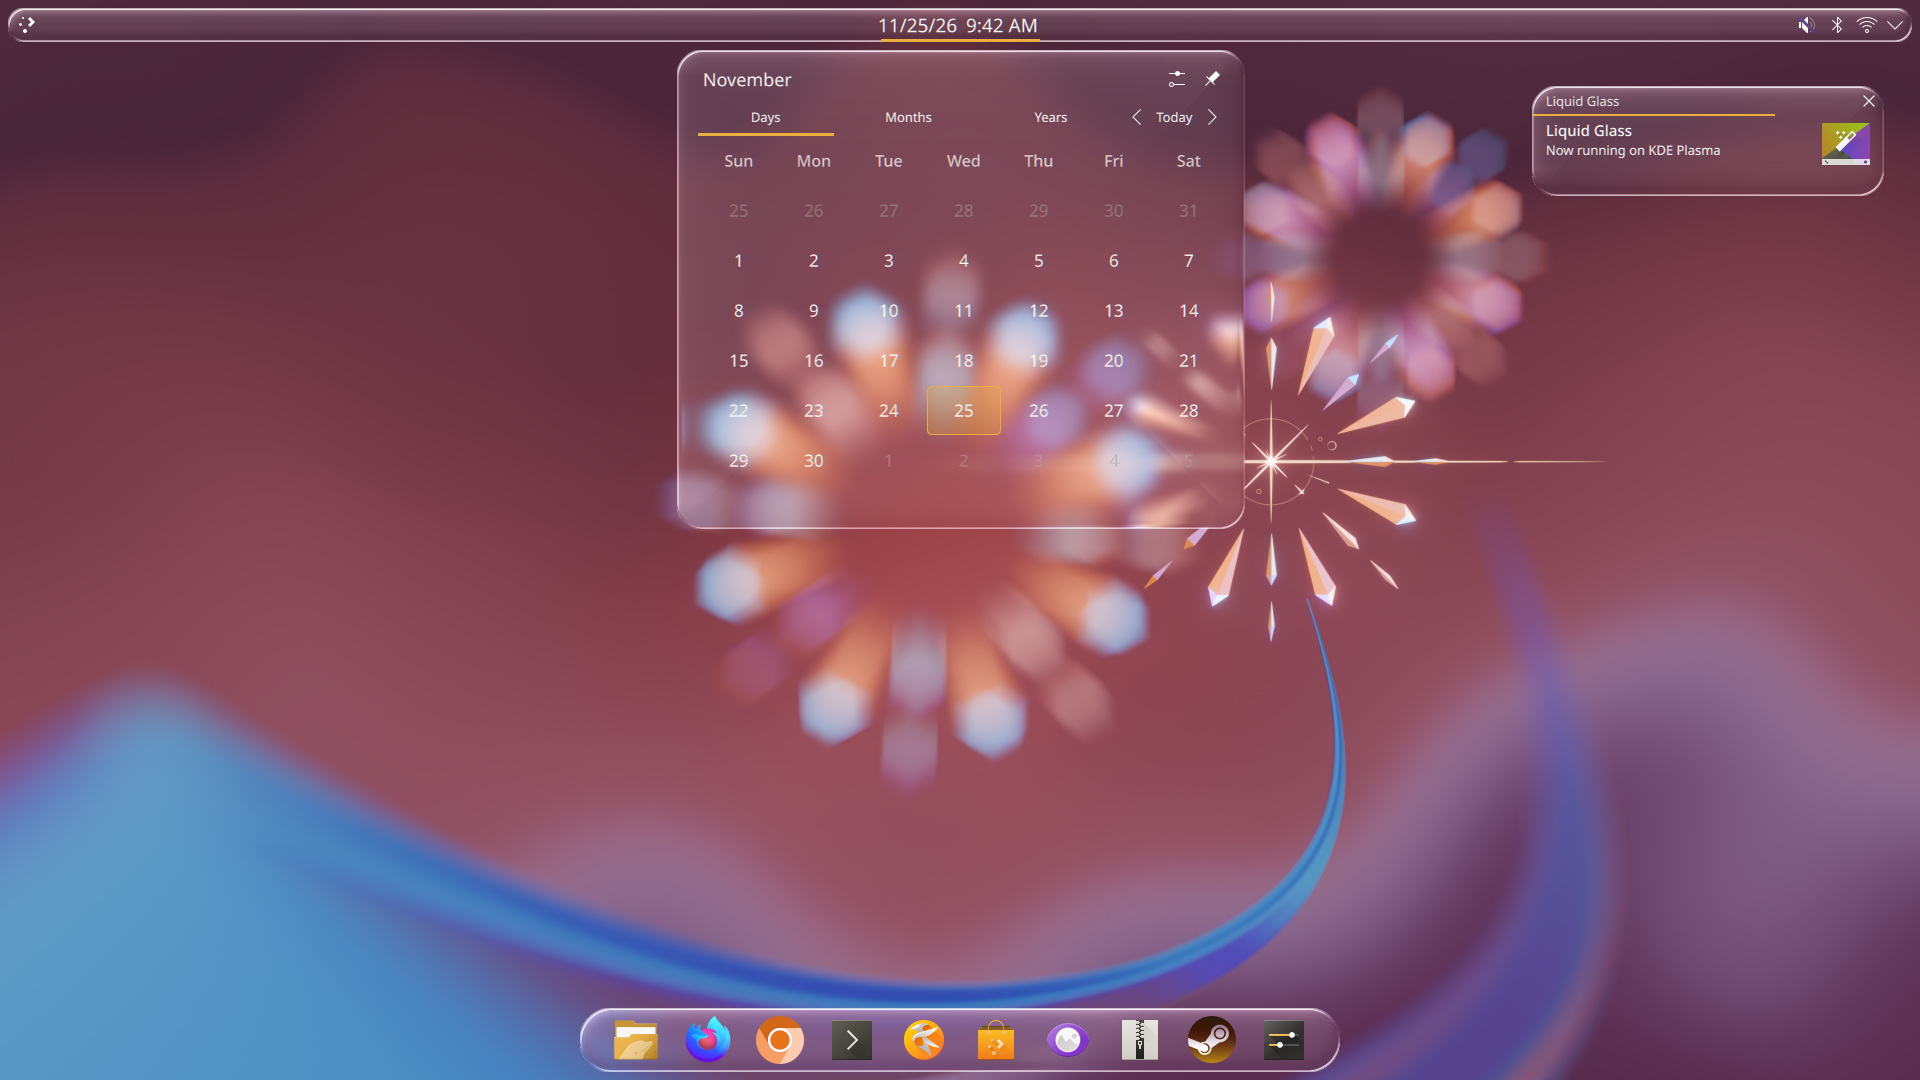 11/25/26 9:42 AM
November
Days Months Years Today
Sun Mon Tue Wed Thu Fri Sat
25 26 27 28 29 30 31
1 2 3 4 5 6 7
8 9 10 11 12 13 14
15 16 17 18 19 20 21
22 23 24 25 26 27 28
29 30 1 2 3 4 5
Liquid Glass
Liquid Glass
Now running on KDE Plasma